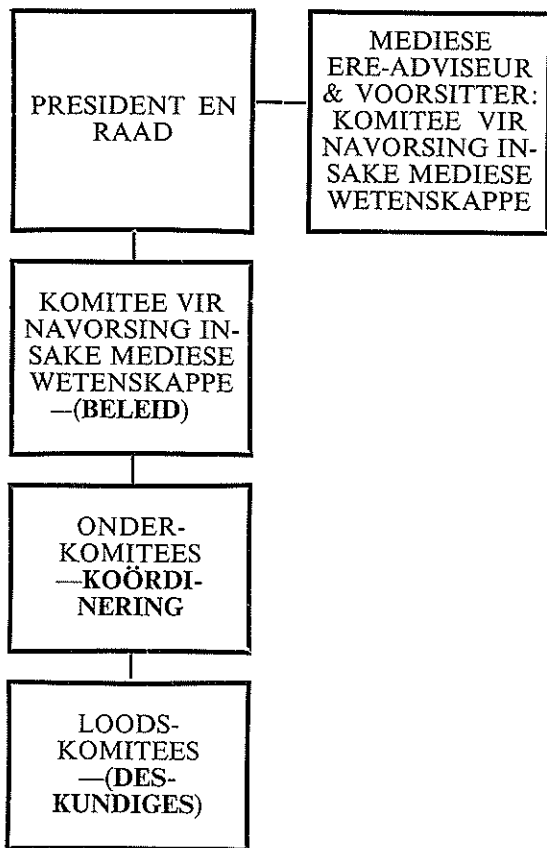 PRESIDENT EN
RAAD
MEDIESE
ERE-ADVISEUR
& VOORSITTER:
KOMITEE VIR
NAVORSING IN-
SAKE MEDIESE
WETENSKAPPE
KOMITEE VIR
NAVORSING IN-
SAKE MEDIESE
WETENSKAPPE
—(BELEID)
ONDER-
KOMITEES
—KOÖRDI-
NERING
LOODS-
KOMITEES
—(DES-
KUNDIGES)